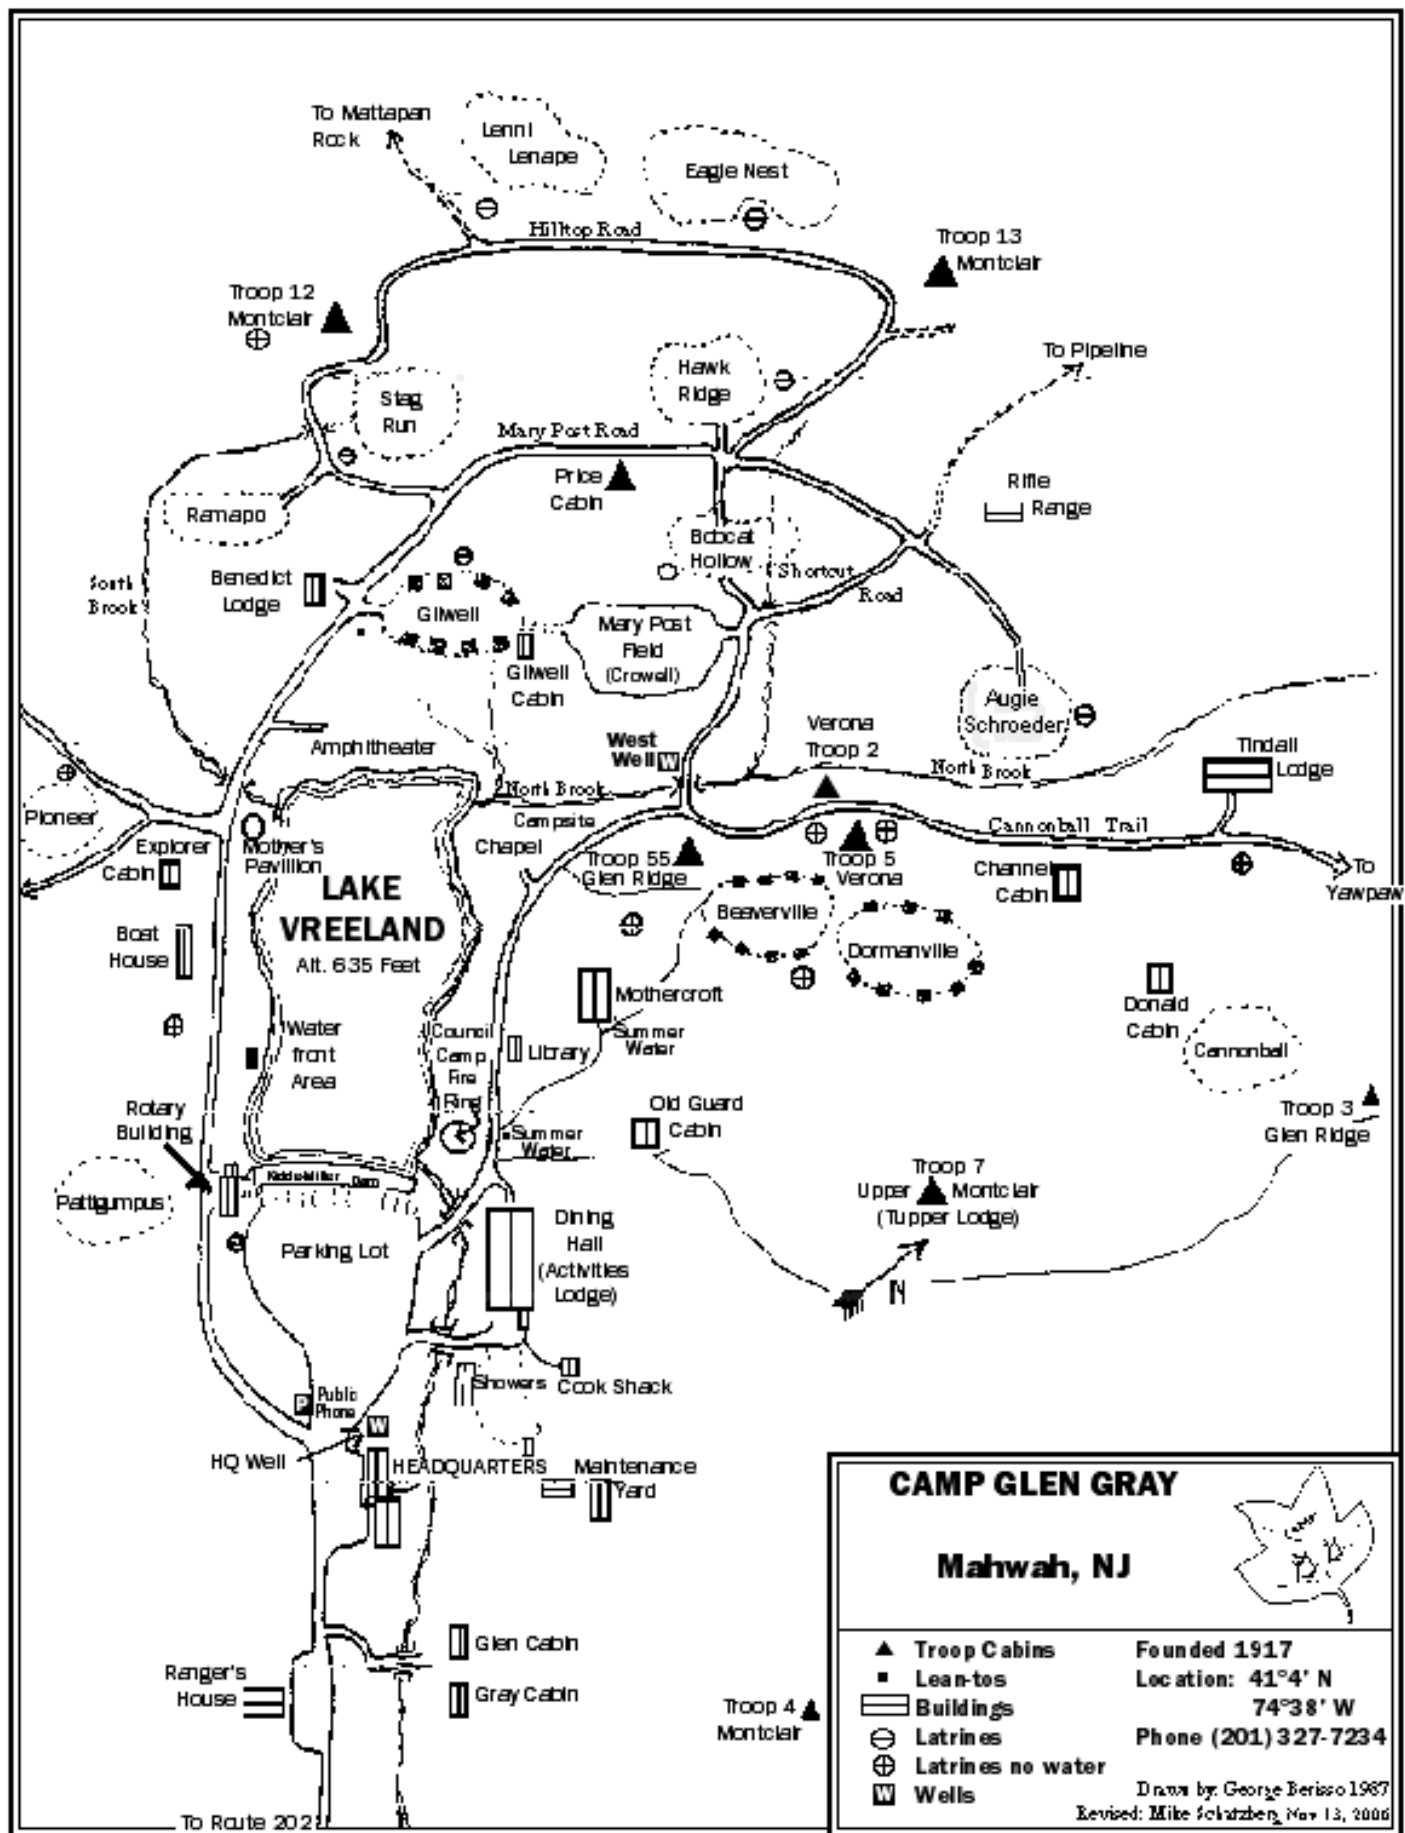 To Mattapan
Rock
Lenni
Lenape
Eagle Nest
Hilltop Road
Troop 13
Montclair
Troop 12
Montclair
To Pipeline
Hawk
Ridge
Stag
Run
Mary Post Road
Price
Cabin
Rifle
Range
Ramapo
Bobcat
Hollow
Shortcut
Road
South
Brook
Benedict
Lodge
Gilwell
Mary Post
Field
(Crowell)
Gilwell
Cabin
Augie
Schroeder
Amphitheater
West
Well
W
Verona
Troop 2
North Brook
Tindall
Lodge
North Brook
Campsite
Pioneer
Mother's
Pavillion
Explorer
Cabin
Chapel
Troop 55
Glen Ridge
Troop 5
Verona
Cannonball Trail
Channel
Cabin
To
Yawpaw
LAKE
VREELAND
Alt. 635 Feet
Beaverville
Dormanville
Boat
House
Mothercroft
Summer
Water
Donald
Cabin
Cannonball
Water
front
Area
Council
Camp
Fire
Ring
Library
Rotary
Building
Old Guard
Cabin
Troop 3
Glen Ridge
Summer
Water
Pattigumpus
Dam
Troop 7
Upper Montclair
(Tupper Lodge)
N
Parking Lot
Dining
Hall
(Activities
Lodge)
Showers
Cook Shack
P
Public
Phone
W
HQ Well
HEADQUARTERS
Maintenance
Yard
Glen Cabin
Ranger's
House
Gray Cabin
Troop 4
Montclair
To Route 202
CAMP GLEN GRAY
Mahwah, NJ
Troop Cabins
Lean-tos
Buildings
Latrines
Latrines no water
W Wells
Founded 1917
Location: 41°4' N
74°38' W
Phone (201) 327-7234
Drawn by: George Berisso 1987
Revised: Mike Schatzberg Nov 13, 2006